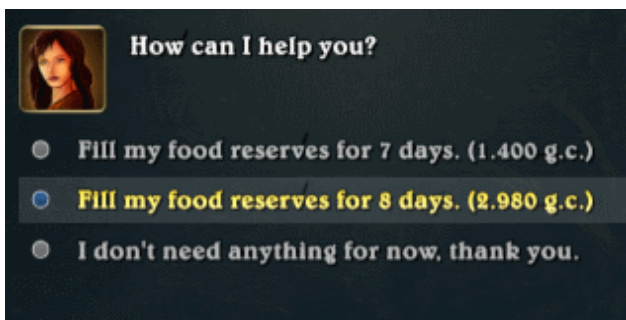 How can I help you?
Fill my food reserves for 7 days. (1.400 g.c.)
Fill my food reserves for 8 days. (2.980 g.c.)
I don't need anything for now, thank you.